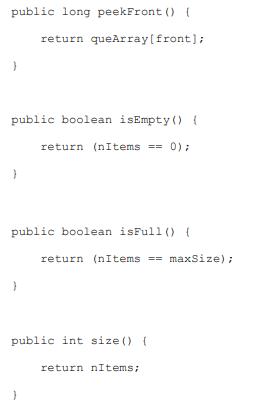 public long peekFront() {
    return queArray[front];
}
public boolean isEmpty() {
    return (nItems == 0);
}
public boolean isFull() {
    return (nItems == maxSize);
}
public int size() {
    return nItems;
}